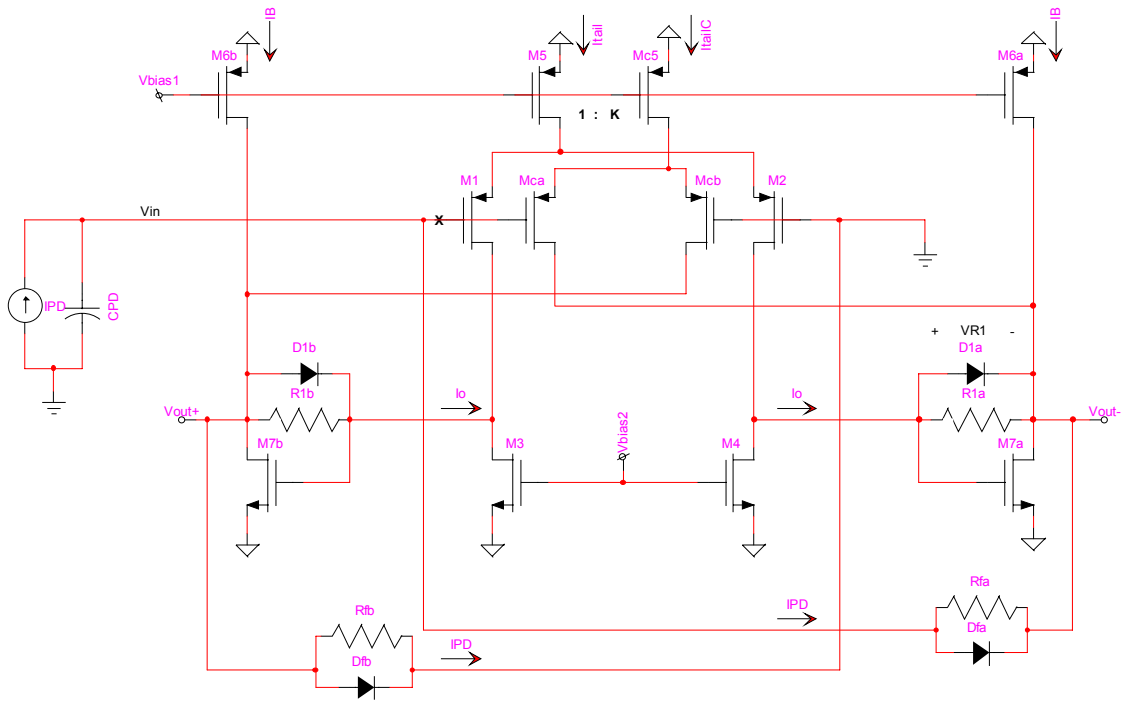 IB
Itail
ItailC
IB
M6b
M5
Mc5
M6a
Vbias1
1 : K
M1
Mca
Mcb
M2
Vin
X
IPD
CPD
+ VR1 -
D1b
D1a
R1b
Io
Io
R1a
Vout+
Vout-
M7b
M3
Vbias2
M4
M7a
Rfa
IPD
Rfb
Dfa
IPD
Dfb